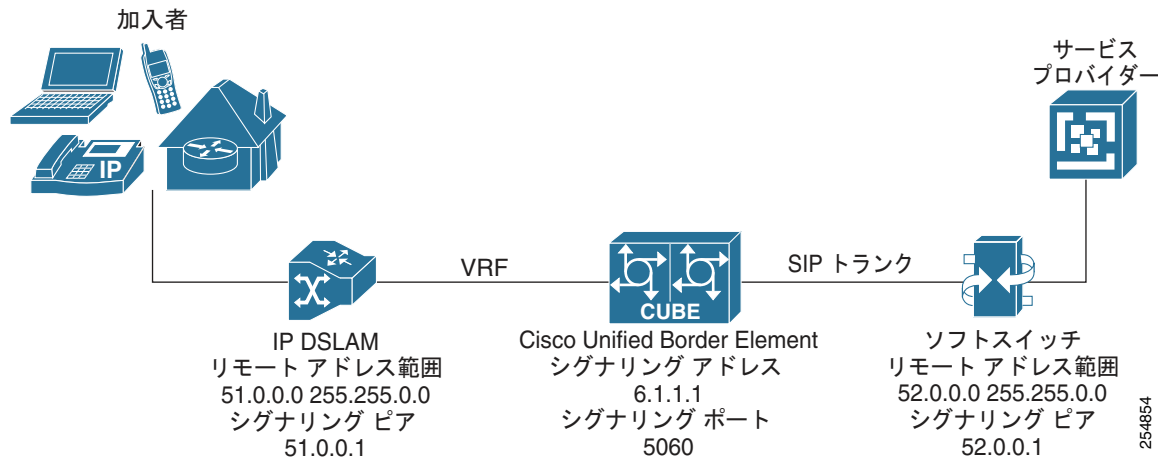 加入者
IP
サービス
プロバイダー
VRF
SIP トランク
CUBE
IP DSLAM
リモート アドレス範囲
51.0.0.0 255.255.0.0
シグナリング ピア
51.0.0.1
Cisco Unified Border Element
シグナリング アドレス
6.1.1.1
シグナリング ポート
5060
ソフトスイッチ
リモート アドレス範囲
52.0.0.0 255.255.0.0
シグナリング ピア
52.0.0.1
254854